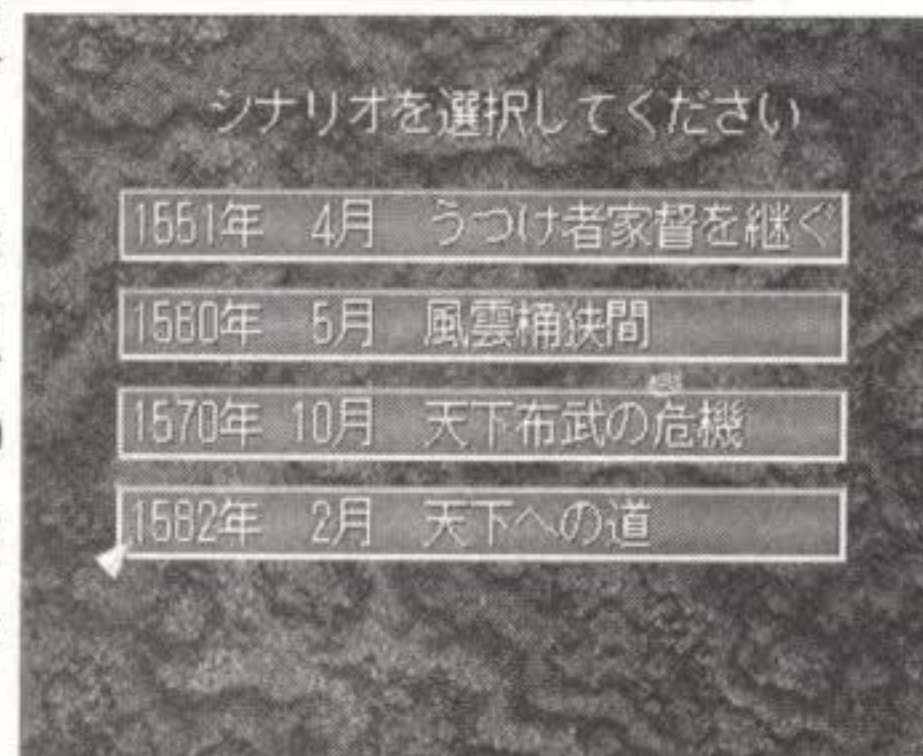 シナリオを選択してください
1551年 4月 うつけ者家督を継ぐ
1560年 5月 風雲桶狭間
1570年 10月 天下布武の危機
1582年 2月 天下への道